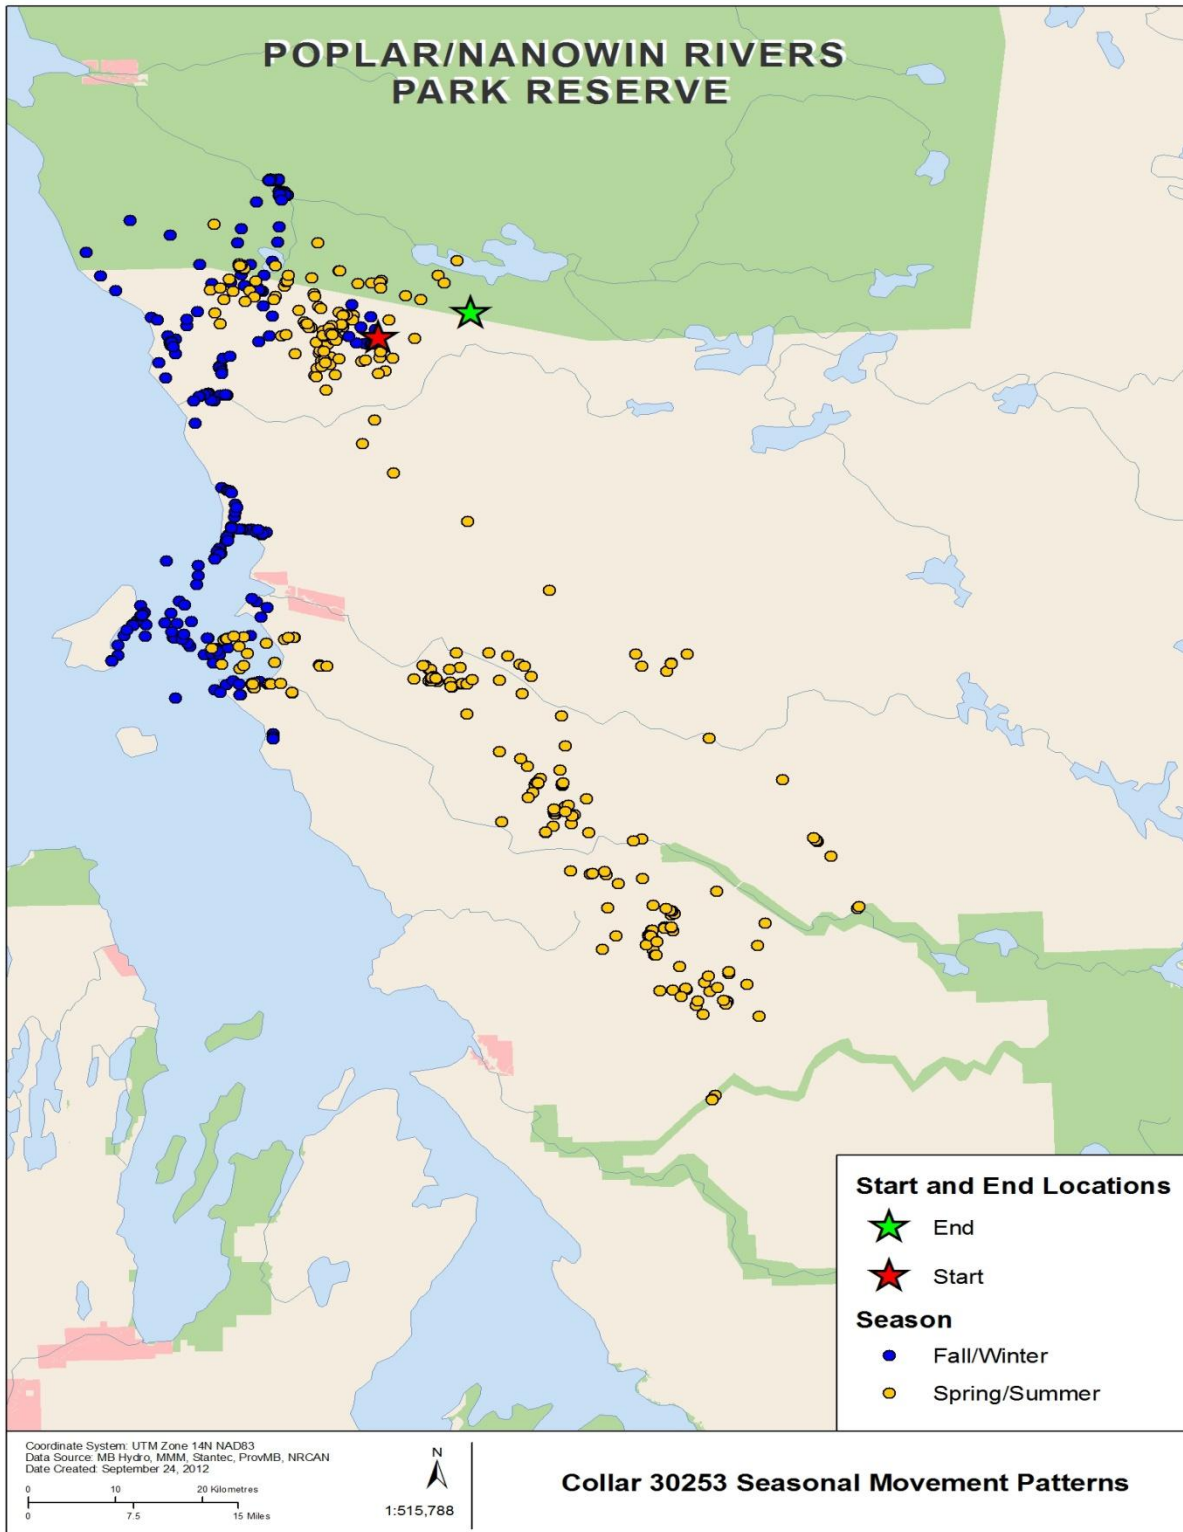 POPLAR/NANOWIN RIVERS
PARK RESERVE
Start and End Locations
End
Start
Season
Fall/Winter
Spring/Summer
Coordinate System: UTM Zone 14N NAD83
Data Source: MB Hydro, MMM, Stantec, ProvMB, NRCAN
Date Created: September 24, 2012
0 10 20 Kilometres
0 7.5 15 Miles
N
1:515,788
Collar 30253 Seasonal Movement Patterns